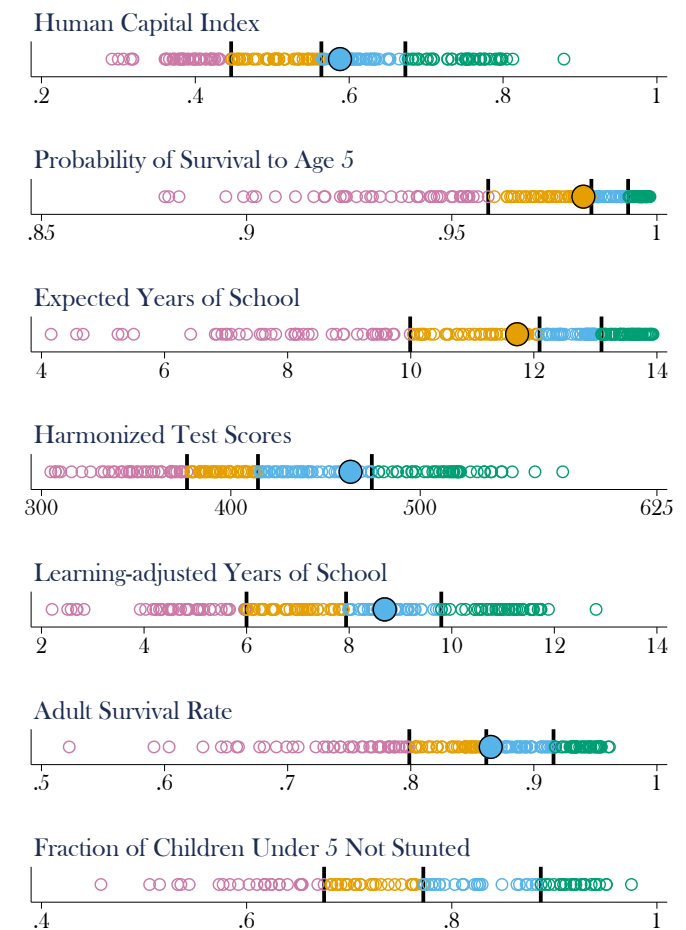 Human Capital Index
.2 .4 .6 .8 1
Probability of Survival to Age 5
.85 .9 .95 1
Expected Years of School
4 6 8 10 12 14
Harmonized Test Scores
300 400 500 625
Learning-adjusted Years of School
2 4 6 8 10 12 14
Adult Survival Rate
.5 .6 .7 .8 .9 1
Fraction of Children Under 5 Not Stunted
.4 .6 .8 1